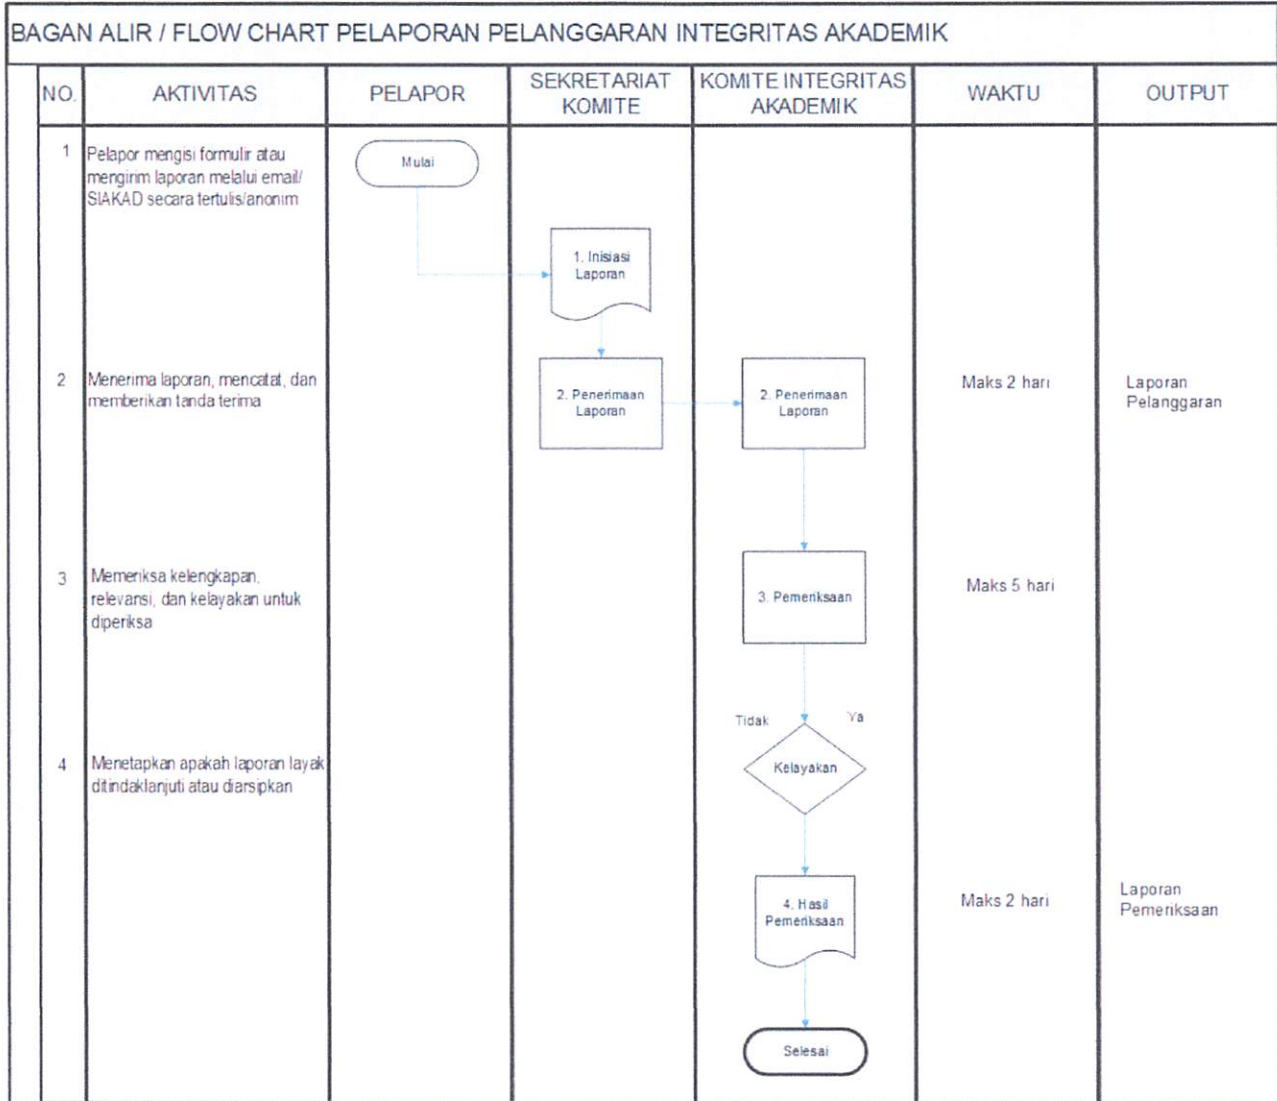 BAGAN ALIR / FLOW CHART PELAPORAN PELANGGARAN INTEGRITAS AKADEMIK
NO.
AKTIVITAS
PELAPOR
SEKRETARIAT
KOMITE
KOMITE INTEGRITAS
AKADEMIK
WAKTU
OUTPUT
1
Pelapor mengisi formulir atau
mengirim laporan melalui email/
SIAKAD secara tertulis/anonim
Mulai
1. Inisiasi
Laporan
2
Menerima laporan, mencatat, dan
memberikan tanda terima
2. Penerimaan
Laporan
2. Penerimaan
Laporan
Maks 2 hari
Laporan
Pelanggaran
3
Memeriksa kelengkapan,
relevansi, dan kelayakan untuk
diperiksa
3. Pemeriksaan
Maks 5 hari
Tidak
Ya
4
Menetapkan apakah laporan layak
ditindaklanjuti atau diarsipkan
Kelayakan
4. Hasil
Pemeriksaan
Maks 2 hari
Laporan
Pemeriksaan
Selesai